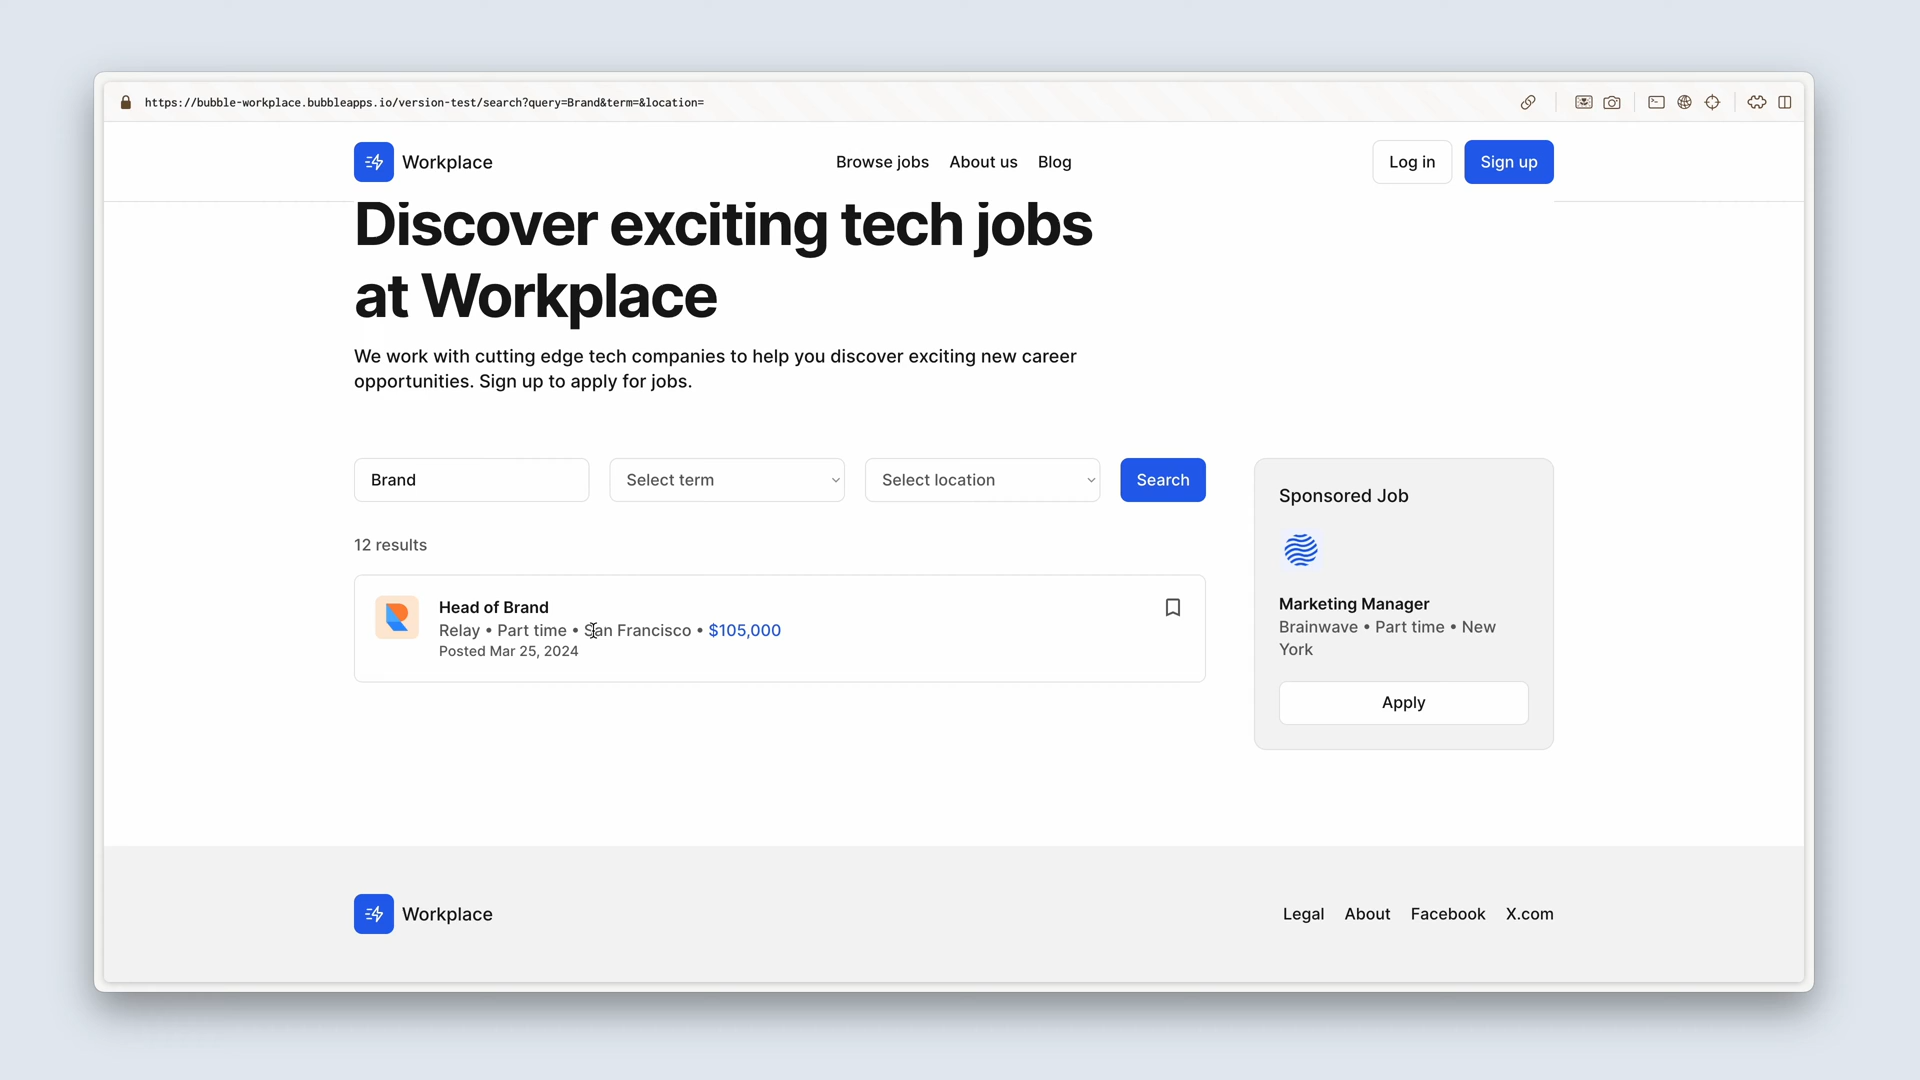 https://bubble-workplace.bubbleapps.io/version-test/search?query=Brand&term=&location=
Workplace
Browse jobs
About us
Blog
Log in
Sign up
Discover exciting tech jobs
at Workplace
We work with cutting edge tech companies to help you discover exciting new career
opportunities. Sign up to apply for jobs.
Brand
Select term
Select location
Search
12 results
Head of Brand
Relay • Part time • San Francisco • $105,000
Posted Mar 25, 2024
Sponsored Job
Marketing Manager
Brainwave • Part time • New
York
Apply
Workplace
Legal
About
Facebook
X.com